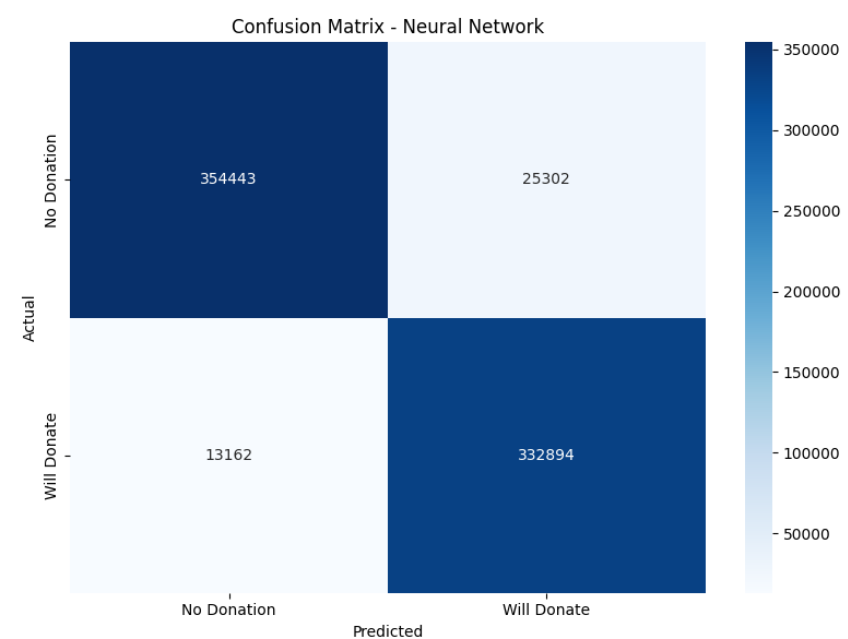 Confusion Matrix - Neural Network
No Donation
Will Donate
Actual
354443
25302
13162
332894
No Donation
Will Donate
Predicted
350000
300000
250000
200000
150000
100000
50000